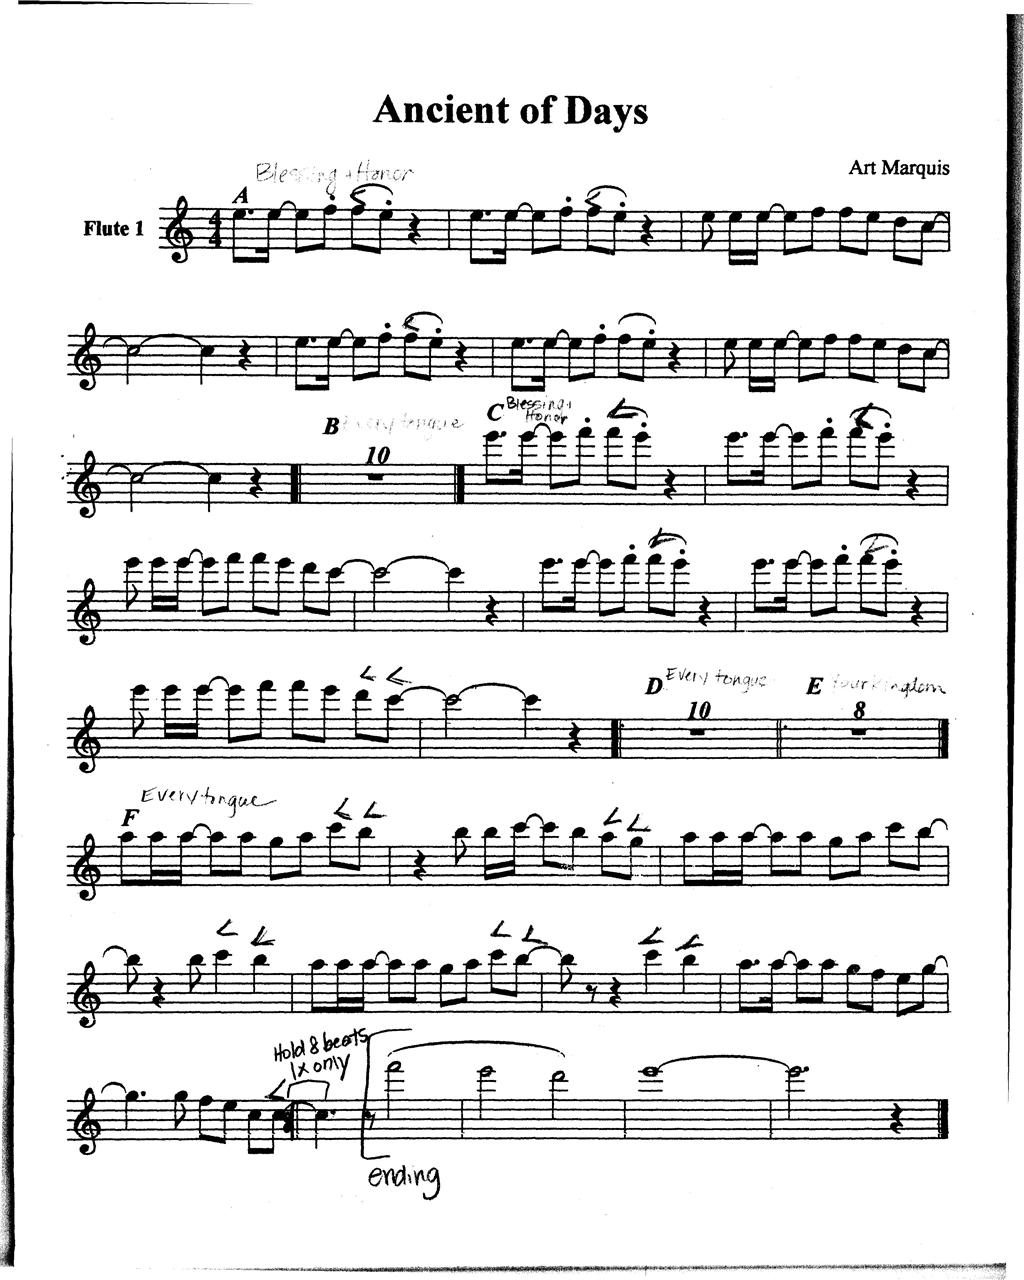 Ancient of Days
Art Marquis
Blessing + Honor
A
Flute 1
4
4
B Every tongue
10
C Blessing +
Honor
D Every tongue
10
E Your kingdom
8
F Every tongue
Hold 8 beats
1x only
ending